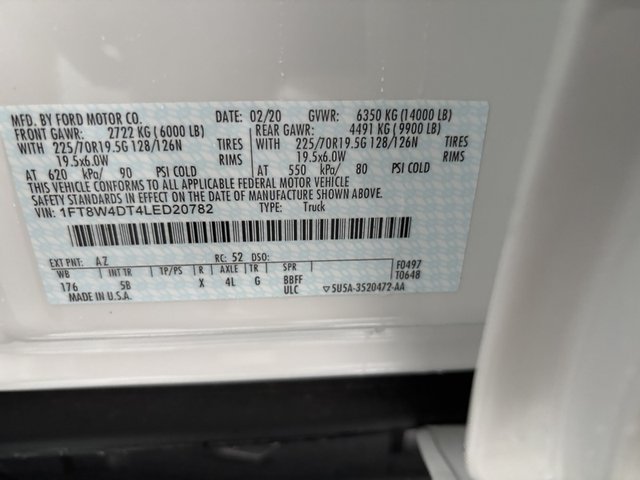 MFD. BY FORD MOTOR CO. 02/20 GVWR: 6350 KG (14000 LB)
FRONT GAWR: 2722 KG (6000 LB) REAR GAWR: 4491 KG (9900 LB)
WITH 225/70R19.5G 128/126N TIRES WITH 225/70R19.5G 128/126N TIRES
19.5x6.0W RIMS 19.5x6.0W RIMS
AT 620 kPa/ 90 PSI COLD AT 550 kPa/ 80 PSI COLD
THIS VEHICLE CONFORMS TO ALL APPLICABLE FEDERAL MOTOR VEHICLE
SAFETY STANDARDS IN EFFECT ON THE DATE OF MANUFACTURE SHOWN ABOVE.
VIN: 1FT8W4DT4LED20782 TYPE: Truck
EXT PNT: AZ RC: 52 DSO: F0497
WB INT TR TP/PS R AXLE TR SPR T0648
176 5B X 4L G BBFF
ULC ▽5U5A-3520472-AA
MADE IN U.S.A.